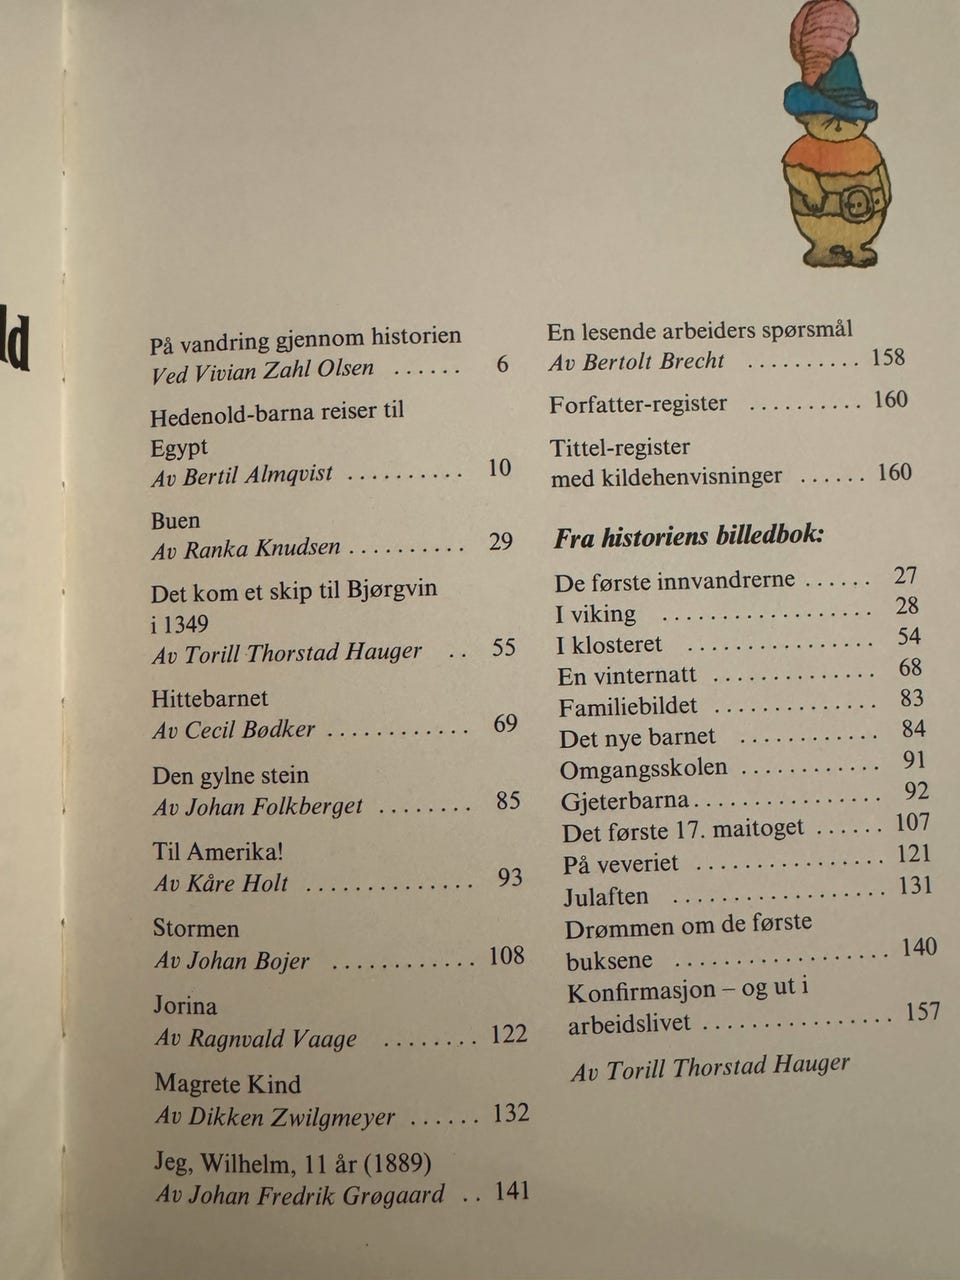 ld
På vandring gjennom historien
Ved Vivian Zahl Olsen ...... 6
Hedenold-barna reiser til
Egypt
Av Bertil Almqvist .......... 10
Buen
Av Ranka Knudsen .......... 29
Det kom et skip til Bjørgvin
i 1349
Av Torill Thorstad Hauger .. 55
Hittebarnet
Av Cecil Bødker ............ 69
Den gylne stein
Av Johan Folkberget ........ 85
Til Amerika!
Av Kåre Holt .............. 93
Stormen
Av Johan Bojer ............ 108
Jorina
Av Ragnvald Vaage ........ 122
Magrete Kind
Av Dikken Zwilgmeyer ...... 132
Jeg, Wilhelm, 11 år (1889)
Av Johan Fredrik Grøgaard .. 141
En lesende arbeiders spørsmål
Av Bertolt Brecht .......... 158
Forfatter-register .......... 160
Tittel-register
med kildehenvisninger ...... 160
Fra historiens billedbok:
De første innvandrerne ...... 27
I viking .................. 28
I klosteret ................ 54
En vinternatt .............. 68
Familiebildet .............. 83
Det nye barnet ............ 84
Omgangsskolen ............ 91
Gjeterbarna ................ 92
Det første 17. maitoget ...... 107
På veveriet ................ 121
Julaften .................. 131
Drømmen om de første
buksene .................. 140
Konfirmasjon – og ut i
arbeidslivet ................ 157
Av Torill Thorstad Hauger